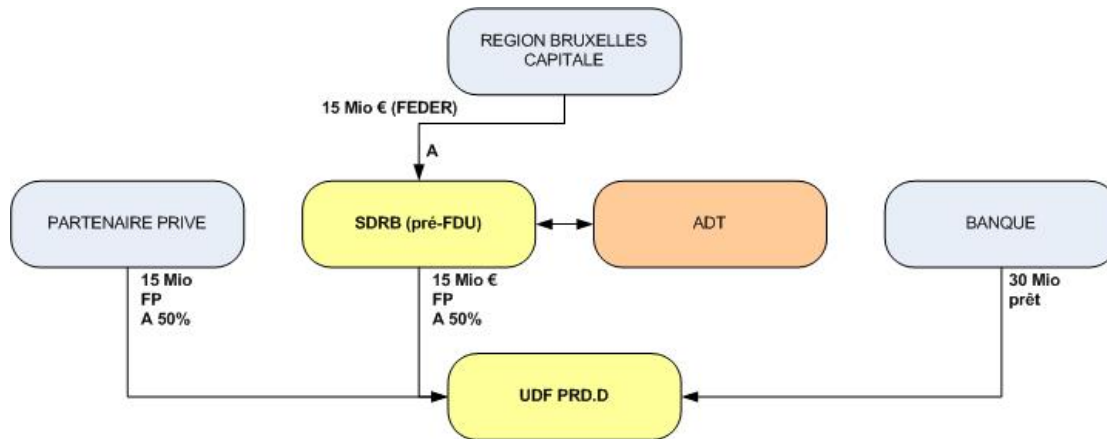 REGION BRUXELLES
CAPITALE
15 Mio € (FEDER)
A
PARTENAIRE PRIVE
SDRB (pré-FDU)
ADT
BANQUE
15 Mio
FP
A 50%
15 Mio €
FP
A 50%
30 Mio
prêt
UDF PRD.D